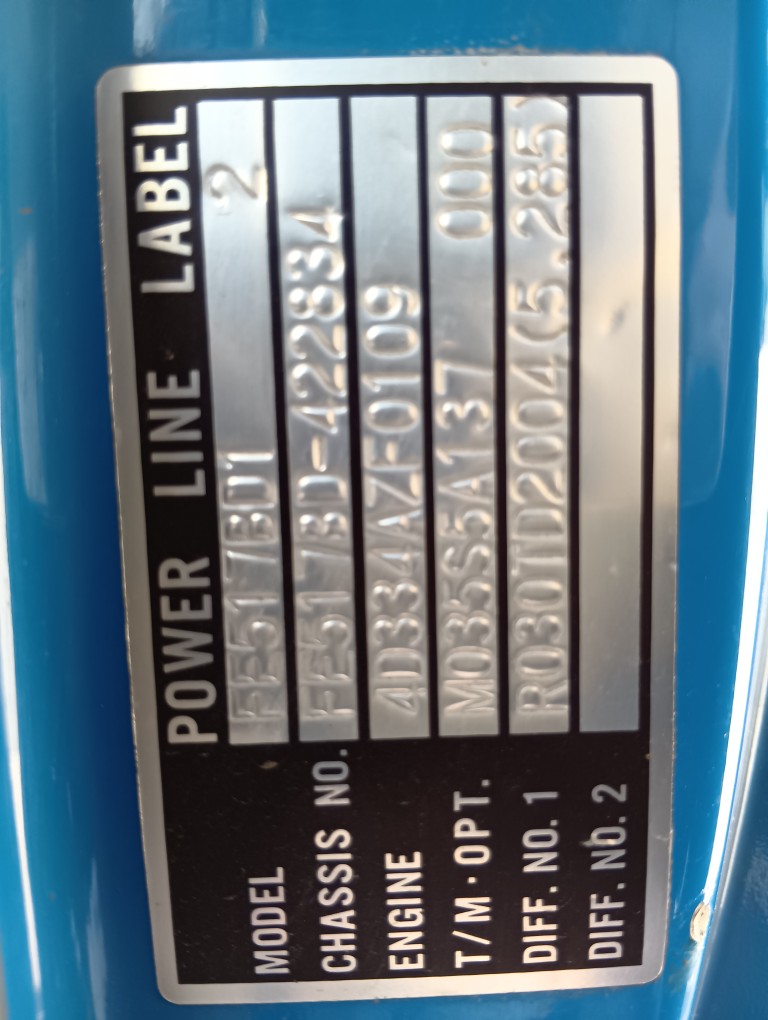 POWER LINE LABEL
MODEL FE517BD1 2
CHASSIS NO. FE517BD-422834
ENGINE 4D334AZF0109
T/M·OPT. M035S5A137 000
DIFF. NO. 1 R030TD2004(5.285)
DIFF. NO. 2